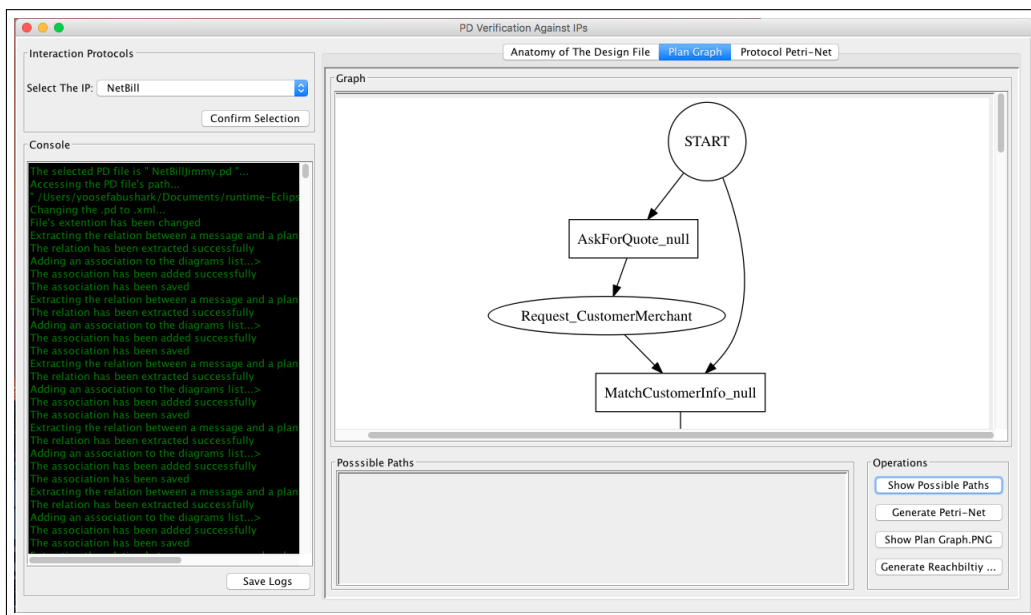 PD Verification Against IPs
Interaction Protocols
Select The IP: NetBill
Confirm Selection
Console
The selected PD file is " NetBillJimmy.pd "...
Accessing the PD file's path...
" /Users/yoosefabushark/Documents/runtime-Eclips
Changing the .pd to .xml...
File's extention has been changed
Extracting the relation between a message and a plan
The relation has been extracted successfully
Adding an association to the diagrams list...>
The association has been added successfully
The association has been saved
Extracting the relation between a message and a plan
The relation has been extracted successfully
Adding an association to the diagrams list...>
The association has been added successfully
The association has been saved
Extracting the relation between a message and a plan
The relation has been extracted successfully
Adding an association to the diagrams list...>
The association has been added successfully
The association has been saved
Extracting the relation between a message and a plan
The relation has been extracted successfully
Adding an association to the diagrams list...>
The association has been added successfully
The association has been saved
Extracting the relation between a message and a plan
The relation has been extracted successfully
Adding an association to the diagrams list...>
The association has been added successfully
The association has been saved
Save Logs
Anatomy of The Design File
Plan Graph
Protocol Petri-Net
Graph
START
AskForQuote_null
Request_CustomerMerchant
MatchCustomerInfo_null
Posssible Paths
Operations
Show Possible Paths
Generate Petri-Net
Show Plan Graph.PNG
Generate Reachbiltiy ...